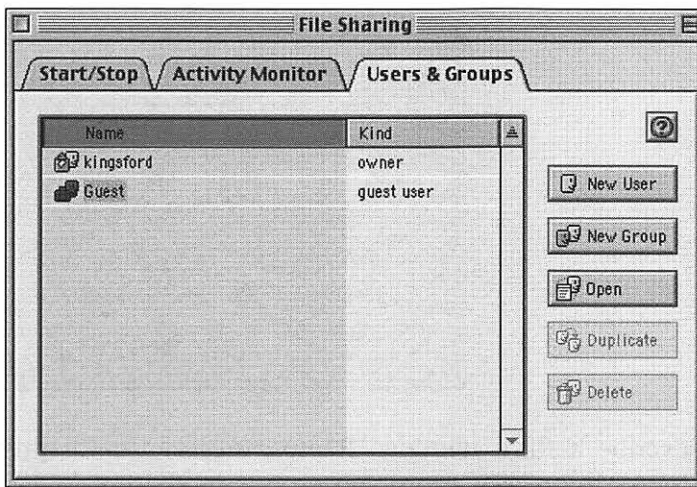 File Sharing
Start/Stop
Activity Monitor
Users & Groups
Name Kind
kingsford owner
Guest guest user
?
New User
New Group
Open
Duplicate
Delete